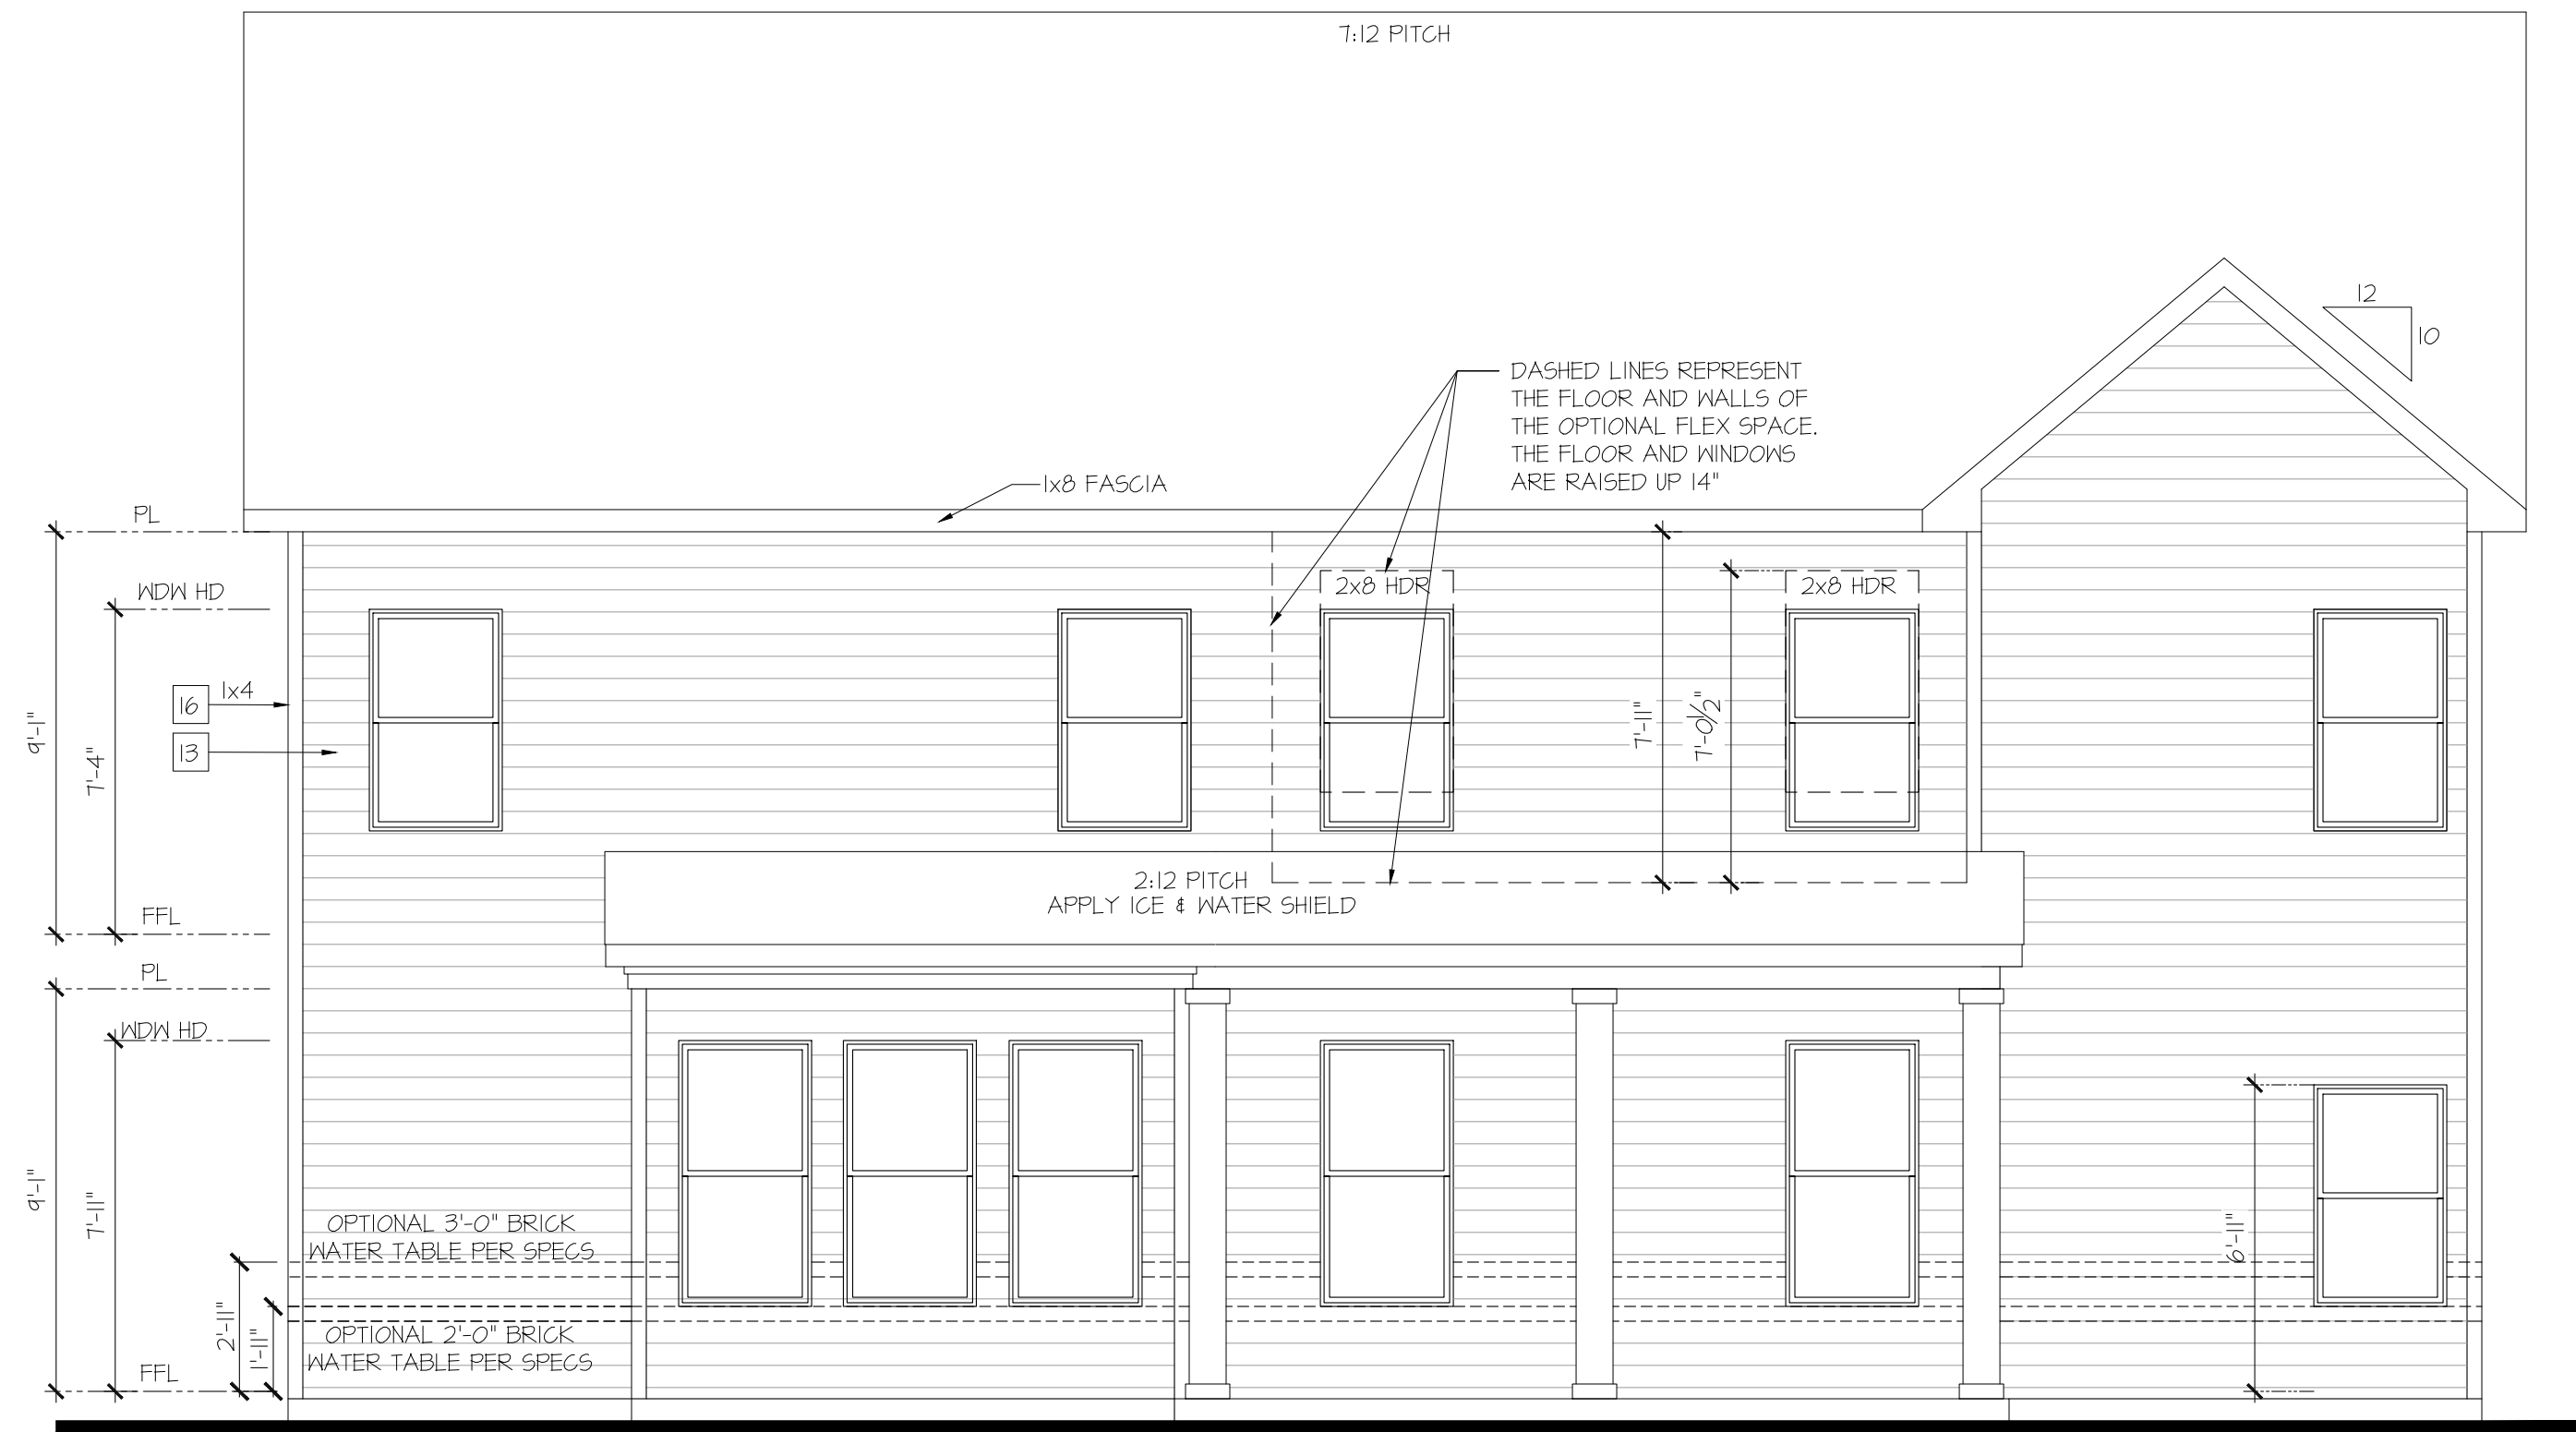 7:12 PITCH
12
10
DASHED LINES REPRESENT
THE FLOOR AND WALLS OF
THE OPTIONAL FLEX SPACE.
THE FLOOR AND WINDOWS
ARE RAISED UP 14"
1x8 FASCIA
PL
WDW HD
2x8 HDR
2x8 HDR
16
1x4
13
9'-1"
7'-4"
7'-11"
7'-0½"
2:12 PITCH
APPLY ICE & WATER SHIELD
FFL
PL
WDW HD
9'-1"
7'-11"
OPTIONAL 3'-0" BRICK
WATER TABLE PER SPECS
6'-11"
2'-11"
1'-11"
OPTIONAL 2'-0" BRICK
WATER TABLE PER SPECS
FFL